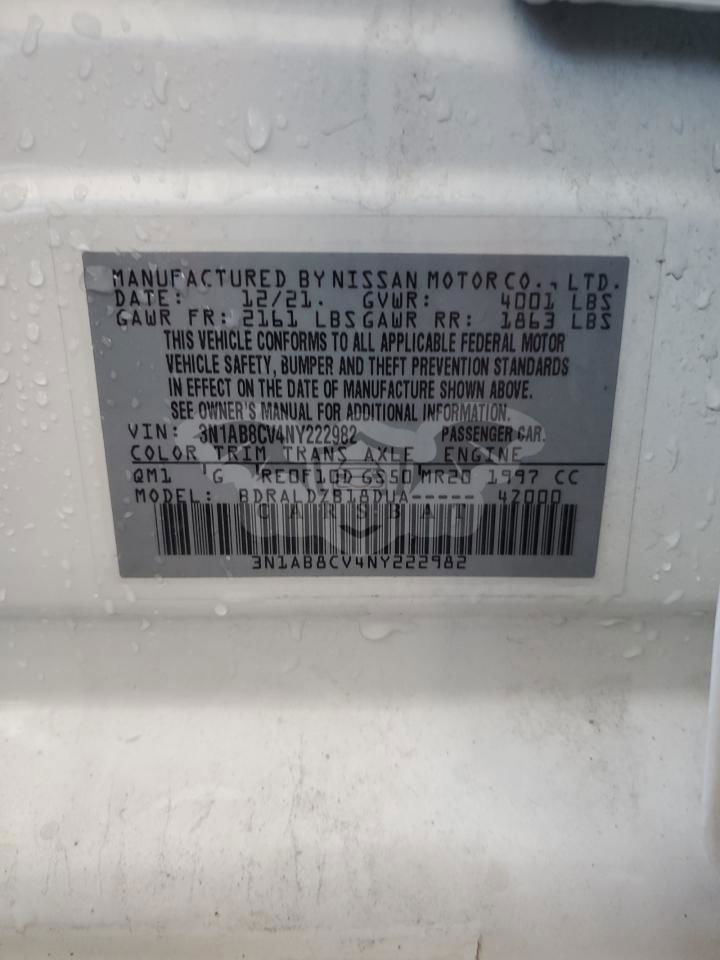 MANUFACTURED BY NISSAN MOTOR CO., LTD.
DATE: 12/21. GVWR: 4001 LBS
GAWR FR: 2161 LBS GAWR RR: 1863 LBS
THIS VEHICLE CONFORMS TO ALL APPLICABLE FEDERAL MOTOR
VEHICLE SAFETY, BUMPER AND THEFT PREVENTION STANDARDS
IN EFFECT ON THE DATE OF MANUFACTURE SHOWN ABOVE.
SEE OWNER'S MANUAL FOR ADDITIONAL INFORMATION.
VIN: 3N1AB8CV4NY222982 PASSENGER CAR.
COLOR TRIM TRANS AXLE ENGINE
QM1 G RE0F10D GS50 MR20 1997 CC
MODEL: BDRALDZB18DUA----- 42000
CARSBAT
3N1AB8CV4NY222982